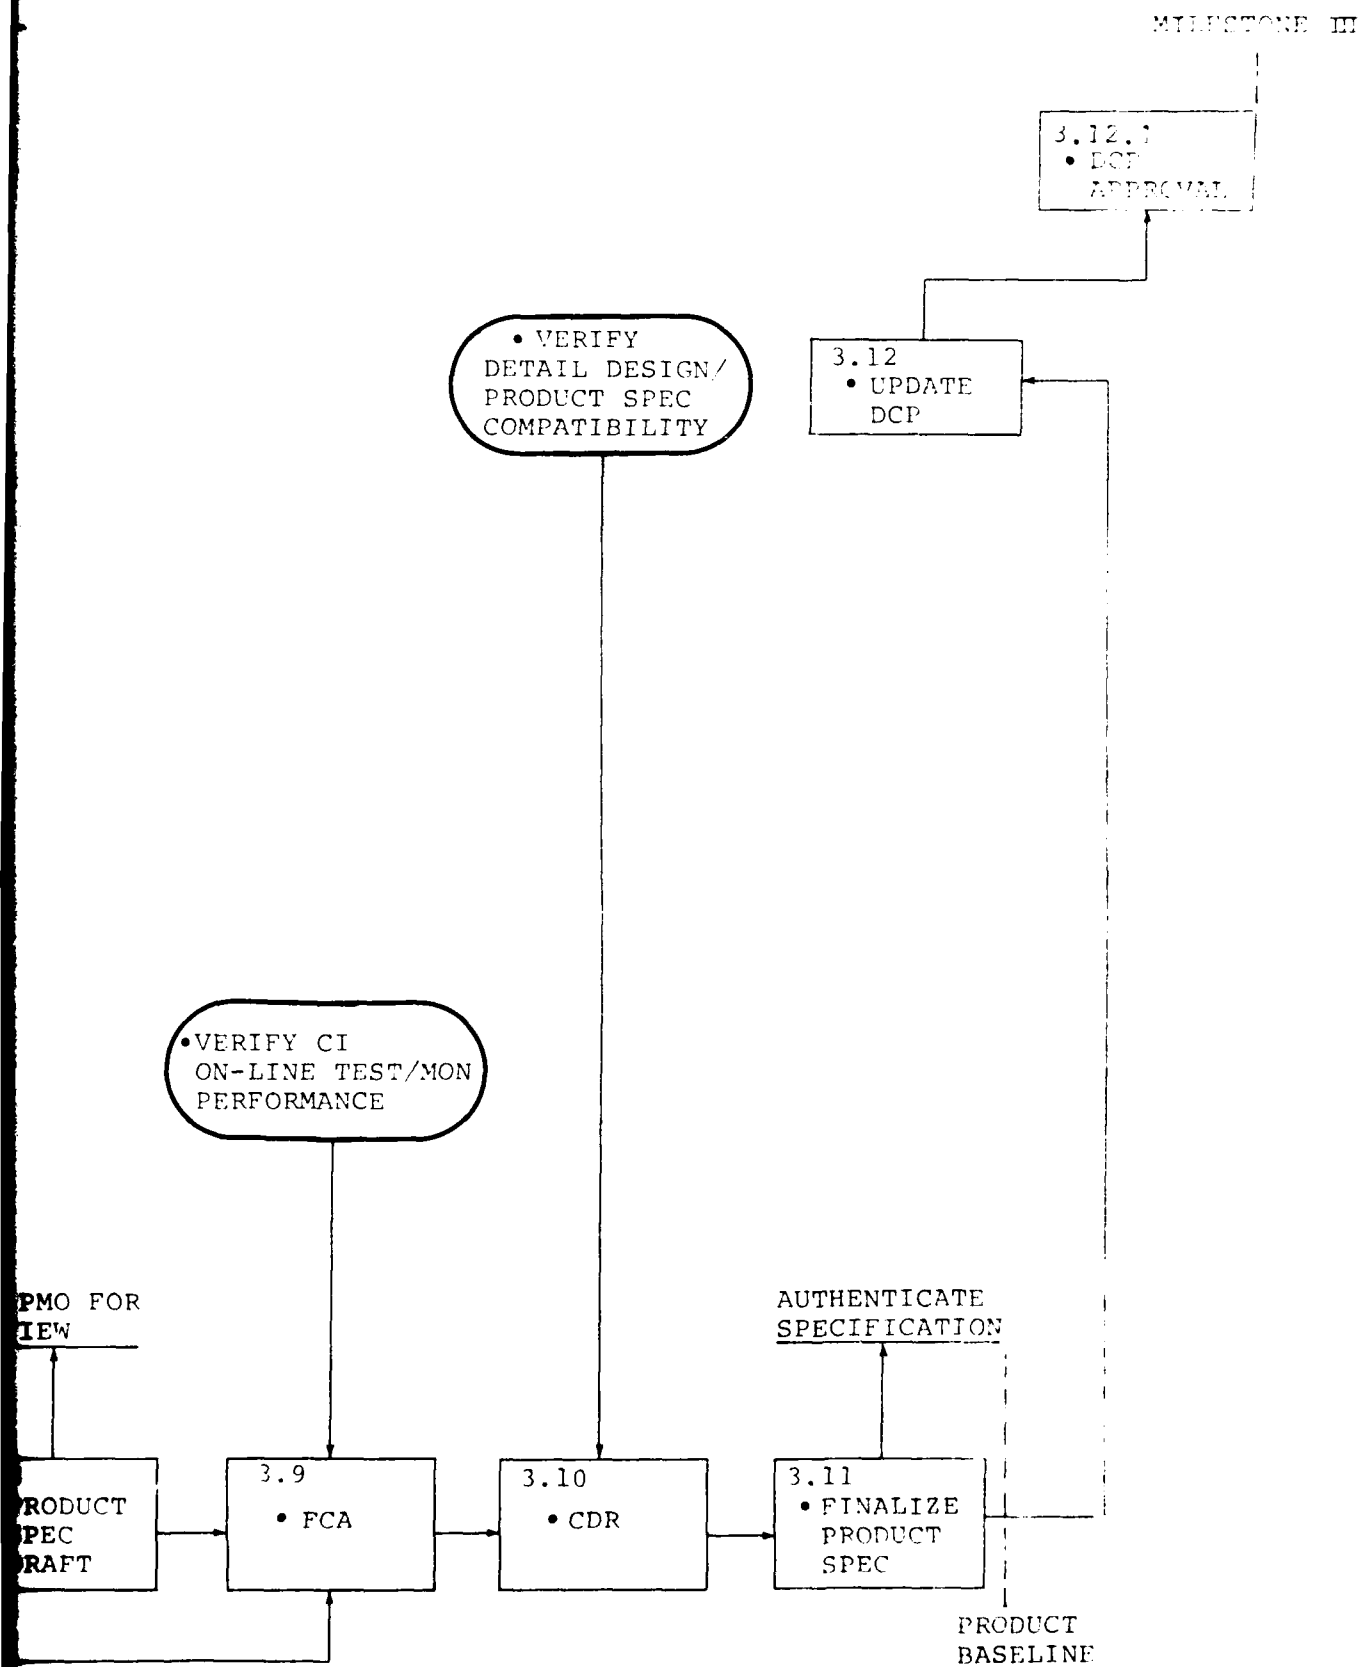 MILESTONE III
3.12.1
• DCP
APPROVAL
• VERIFY
DETAIL DESIGN/
PRODUCT SPEC
COMPATIBILITY
3.12
• UPDATE
DCP
• VERIFY CI
ON-LINE TEST/MON
PERFORMANCE
PMO FOR
IEW
AUTHENTICATE
SPECIFICATION
RODUCT
PEC
RAFT
3.9
• FCA
3.10
• CDR
3.11
• FINALIZE
PRODUCT
SPEC
PRODUCT
BASELINE